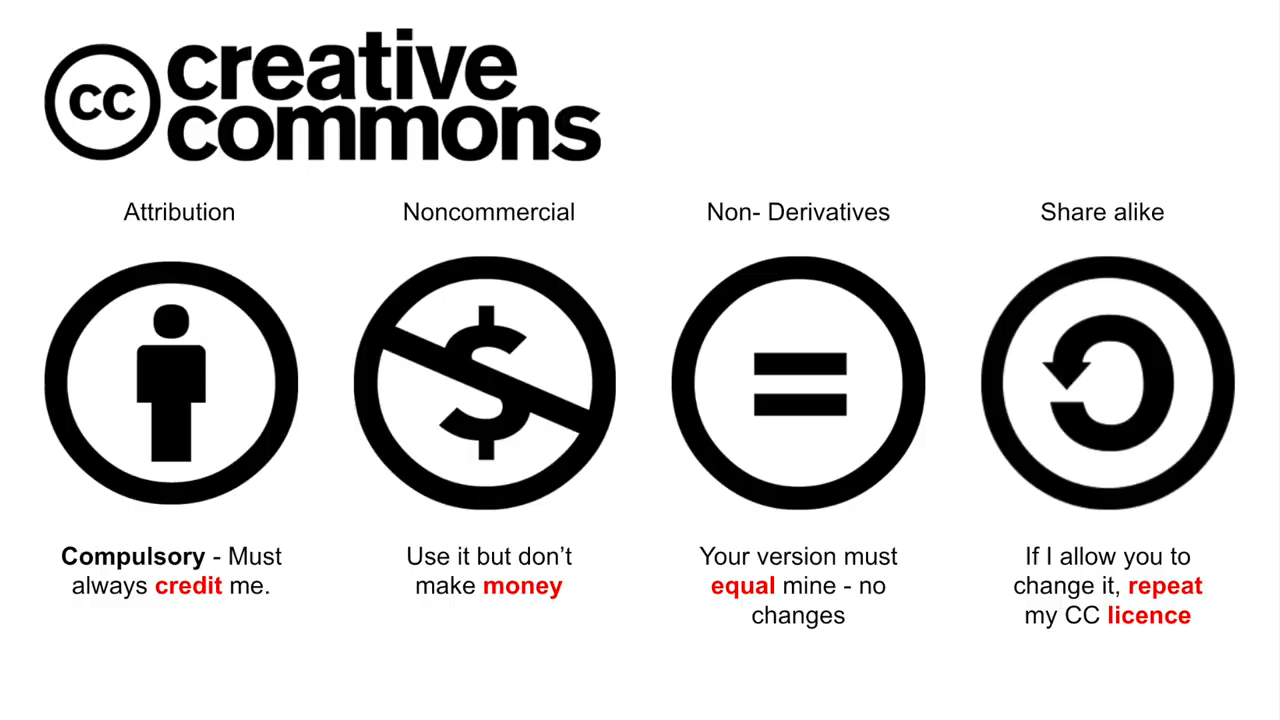 cc creative
commons
Attribution
Noncommercial
Non- Derivatives
Share alike
$
=
Compulsory - Must
always credit me.
Use it but don’t
make money
Your version must
equal mine - no
changes
If I allow you to
change it, repeat
my CC licence